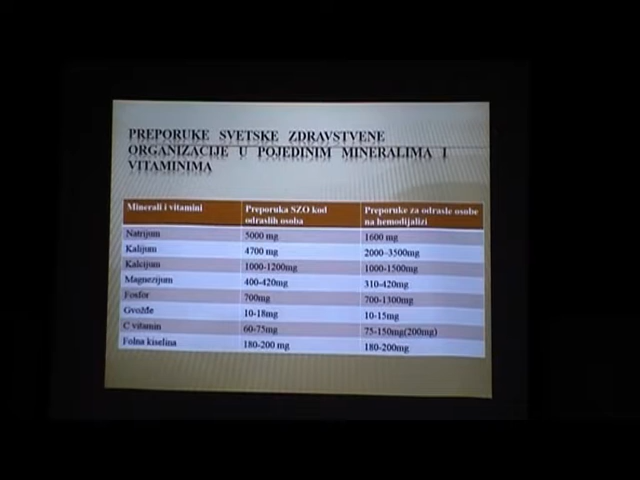 PREPORUKE SVETSKE ZDRAVSTVENE
ORGANIZACIJE U POJEDINIM MINERALIMA I
VITAMINIMA
Minerali i vitamini Preporuka SZO kod odraslih osoba Preporuke za odrasle osobe na hemodijalizi
Natrijum 5000 mg 1600 mg
Kalijum 4700 mg 2000–3500mg
Kalcijum 1000-1200mg 1000-1500mg
Magnezijum 400-420mg 310-420mg
Fosfor 700mg 700-1300mg
Gvožđe 10-18mg 10-15mg
C vitamin 60-75mg 75-150mg(200mg)
Folna kiselina 180-200 mg 180-200mg